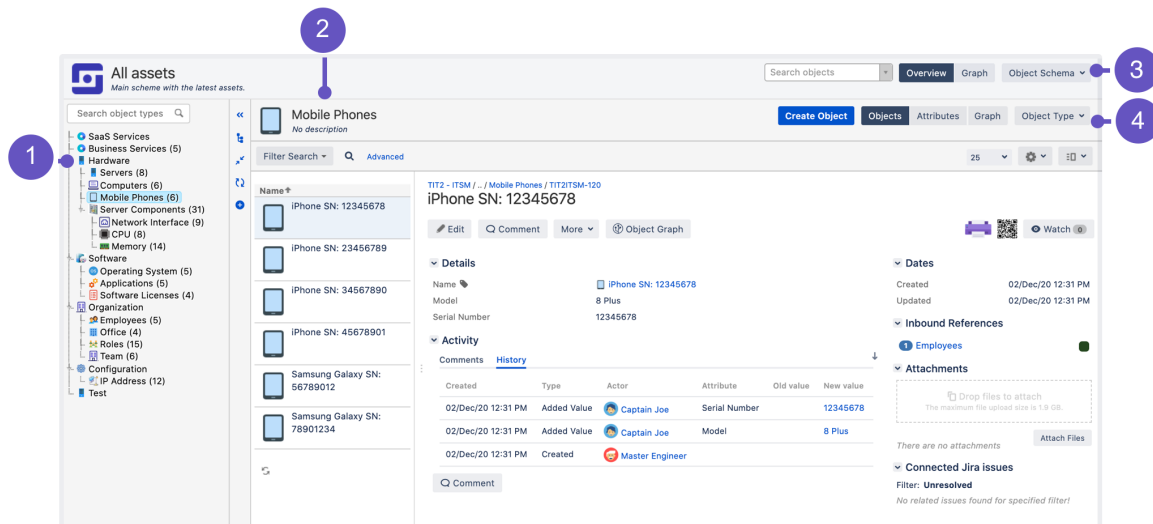 2
All assets
Main scheme with the latest assets.
Search objects
Overview
Graph
Object Schema
3
Search object types
Mobile Phones
No description
Create Object
Objects
Attributes
Graph
Object Type
4
1
SaaS Services
Business Services (5)
Hardware
Servers (8)
Computers (6)
Mobile Phones (6)
Server Components (31)
Network Interface (9)
CPU (8)
Memory (14)
Software
Operating System (5)
Applications (5)
Software Licenses (4)
Organization
Employees (5)
Office (4)
Roles (15)
Team (6)
Configuration
IP Address (12)
Test
Filter Search
Advanced
25
Name
iPhone SN: 12345678
iPhone SN: 23456789
iPhone SN: 34567890
iPhone SN: 45678901
Samsung Galaxy SN:
56789012
Samsung Galaxy SN:
78901234
TIT2 - ITSM / .. / Mobile Phones / TIT2ITSM-120
iPhone SN: 12345678
Edit
Comment
More
Object Graph
Watch 0
Details
Name iPhone SN: 12345678
Model 8 Plus
Serial Number 12345678
Activity
Comments History
Created Type Actor Attribute Old value New value
02/Dec/20 12:31 PM Added Value Captain Joe Serial Number 12345678
02/Dec/20 12:31 PM Added Value Captain Joe Model 8 Plus
02/Dec/20 12:31 PM Created Master Engineer
Comment
Dates
Created 02/Dec/20 12:31 PM
Updated 02/Dec/20 12:31 PM
Inbound References
1 Employees
Attachments
Drop files to attach
The maximum file upload size is 1.9 GB.
There are no attachments
Attach Files
Connected Jira issues
Filter: Unresolved
No related issues found for specified filter!